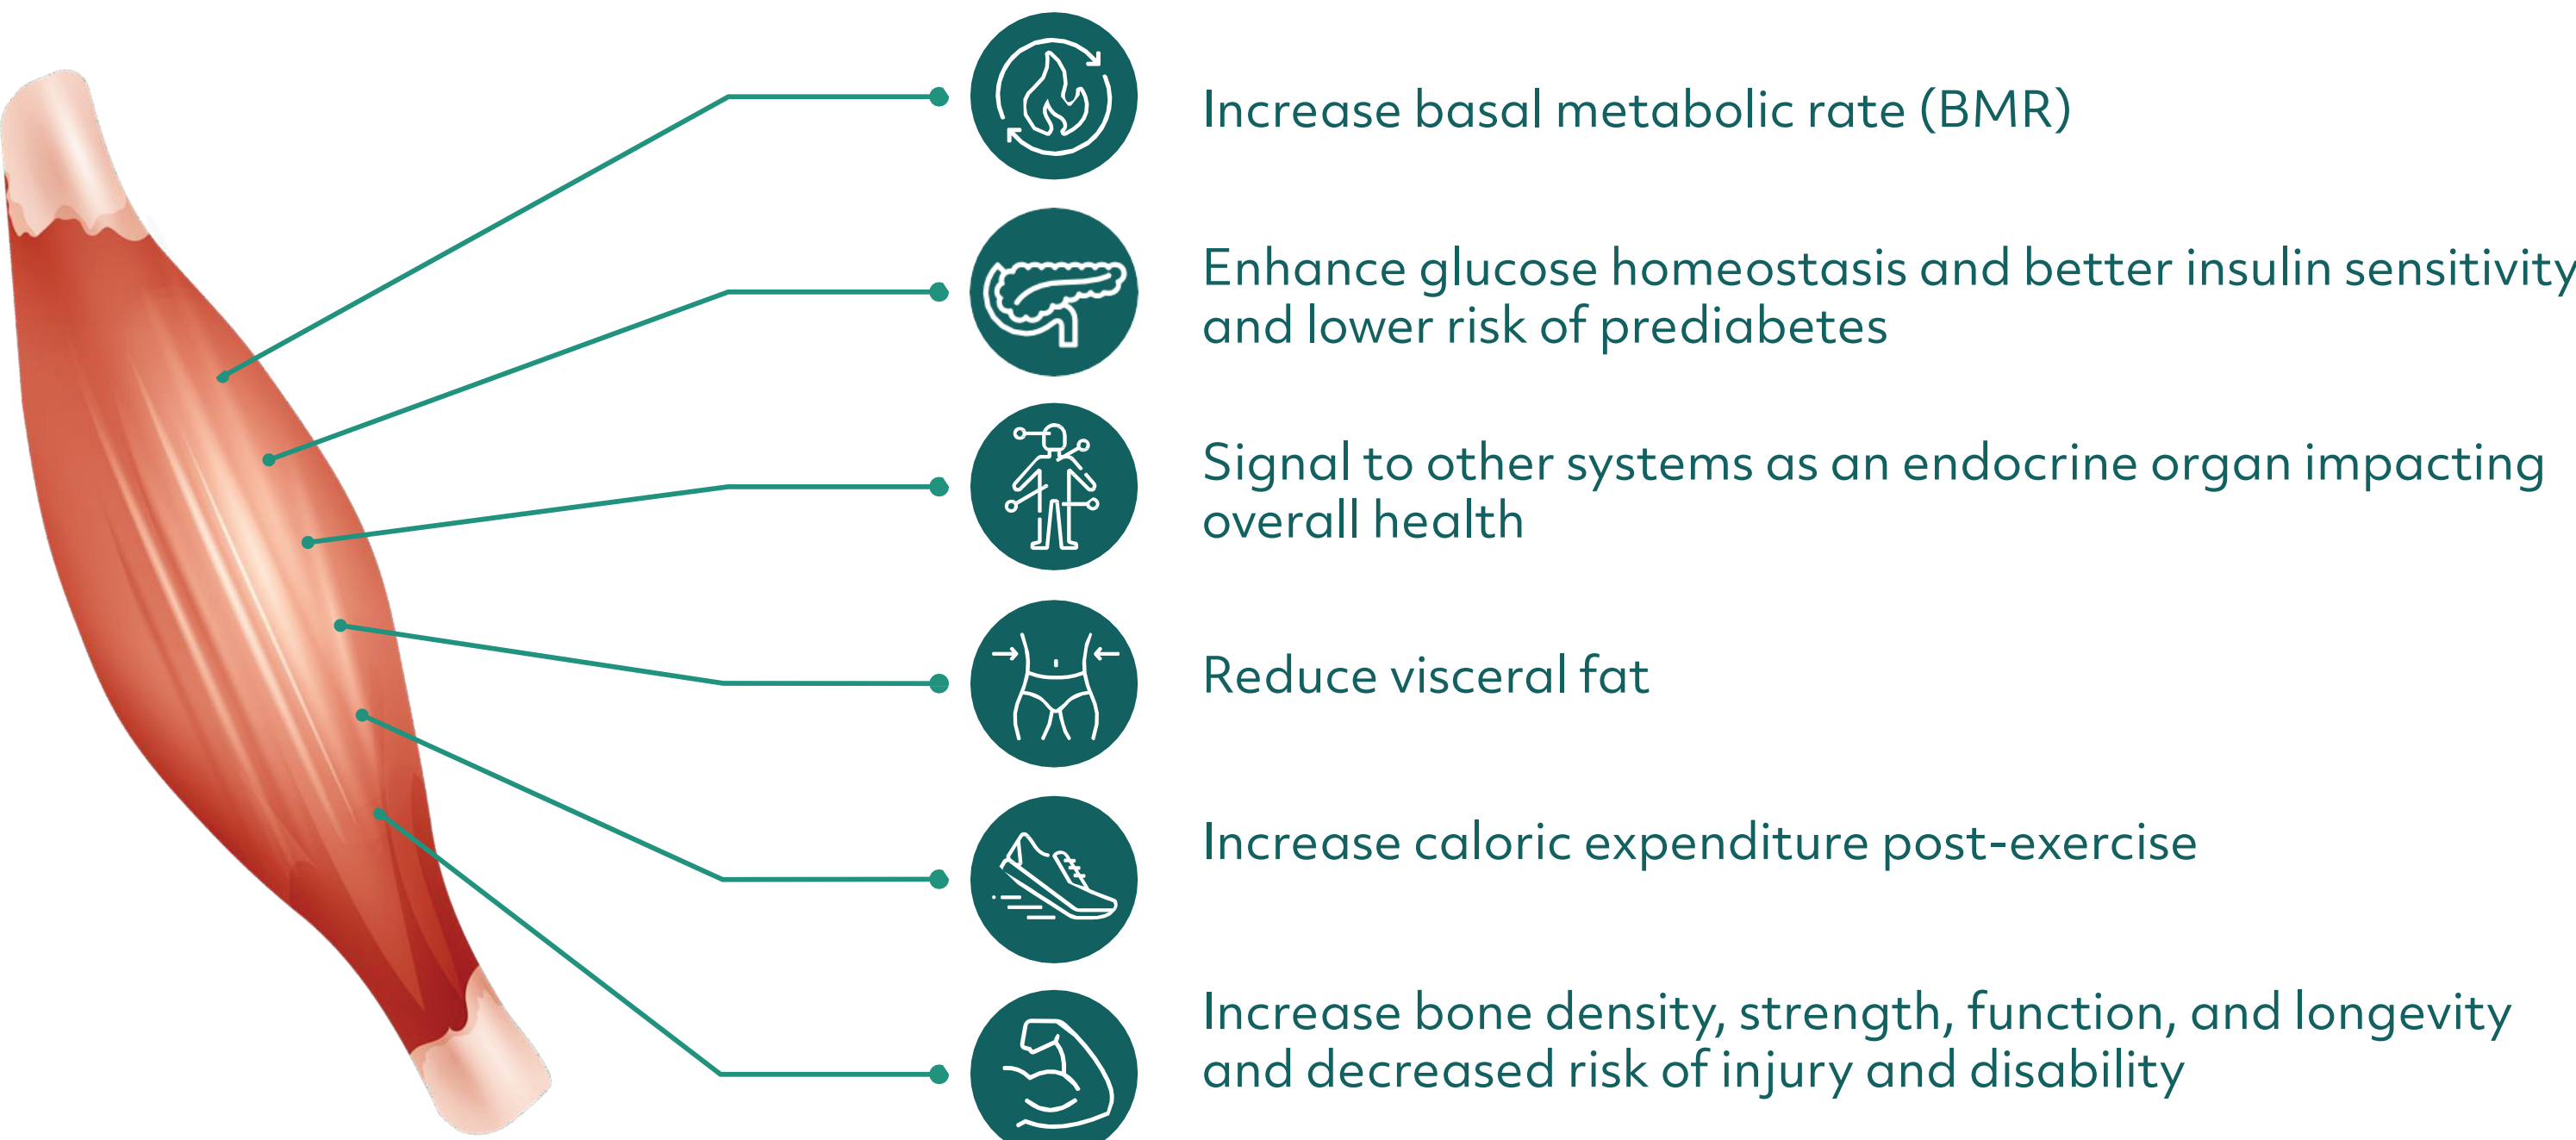 Increase basal metabolic rate (BMR)
Enhance glucose homeostasis and better insulin sensitivity
and lower risk of prediabetes
Signal to other systems as an endocrine organ impacting
overall health
Reduce visceral fat
Increase caloric expenditure post-exercise
Increase bone density, strength, function, and longevity
and decreased risk of injury and disability